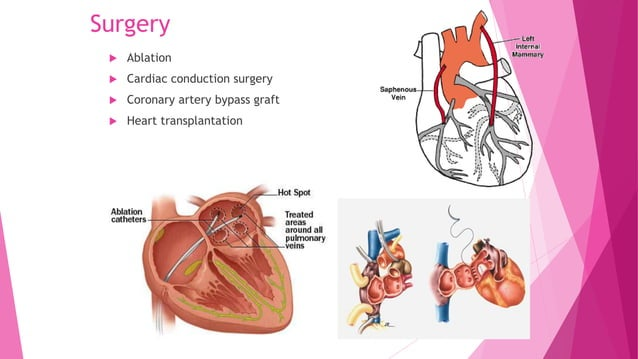 Surgery
Ablation
Cardiac conduction surgery
Coronary artery bypass graft
Heart transplantation
Left
Internal
Mammary
Saphenous
Vein
Hot Spot
Ablation
catheters
Treated
areas
around all
pulmonary
veins